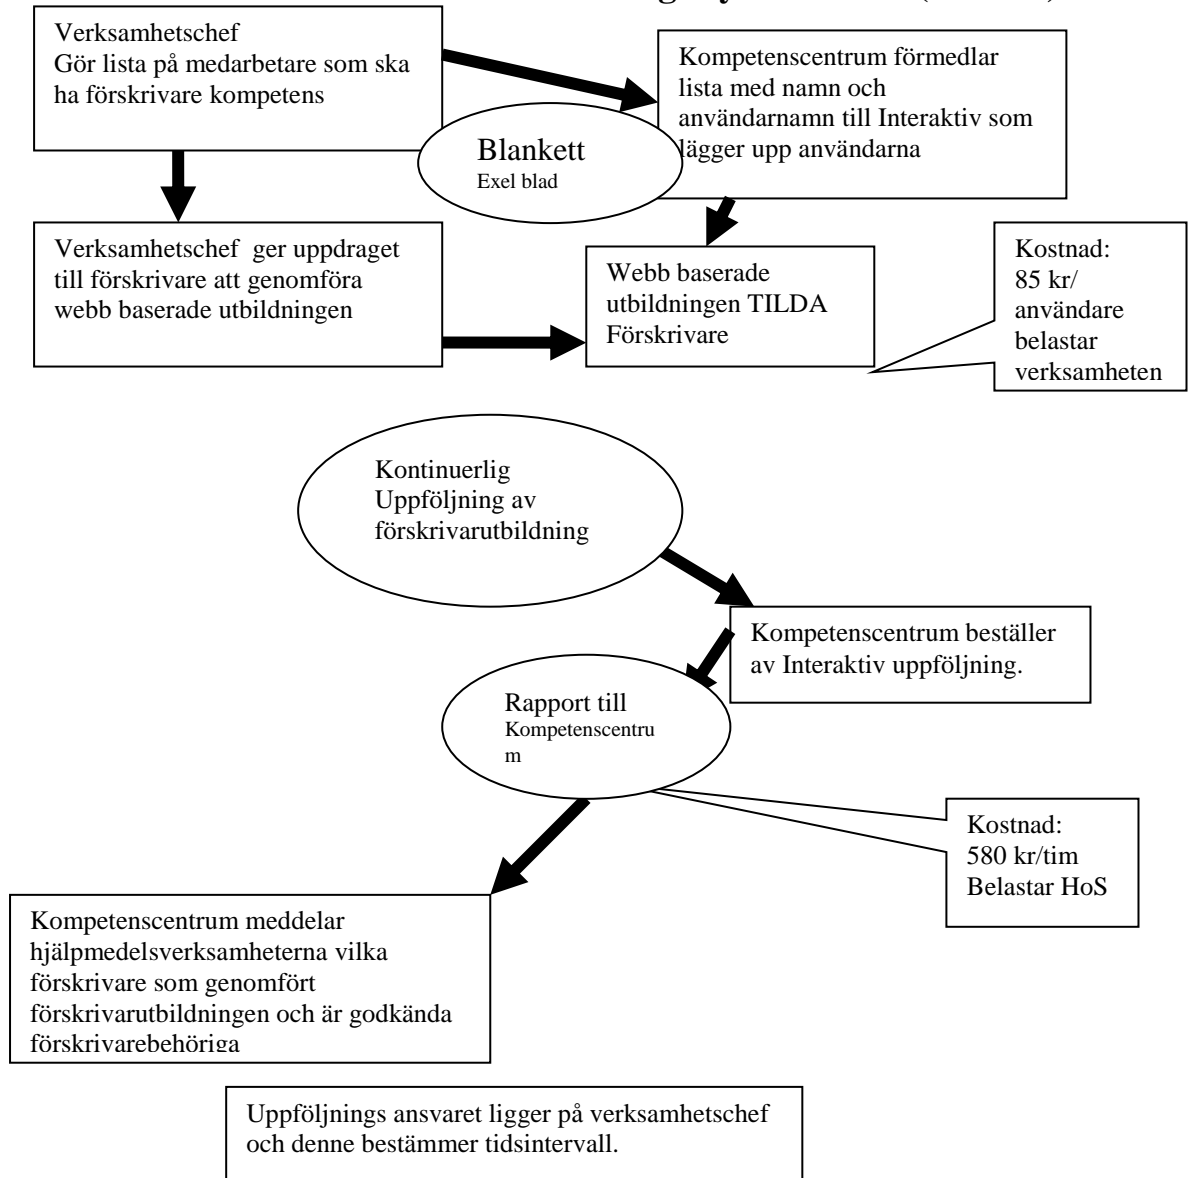 Verksamhetschef
Gör lista på medarbetare som ska
ha förskrivare kompetens
Kompetenscentrum förmedlar
lista med namn och
användarnamn till Interaktiv som
lägger upp användarna
Blankett
Exel blad
Verksamhetschef  ger uppdraget
till förskrivare att genomföra
webb baserade utbildningen
Webb baserade
utbildningen TILDA
Förskrivare
Kostnad:
85 kr/
användare
belastar
verksamheten
Kontinuerlig
Uppföljning av
förskrivarutbildning
Kompetenscentrum beställer
av Interaktiv uppföljning.
Rapport till
Kompetenscentru
m
Kostnad:
580 kr/tim
Belastar HoS
Kompetenscentrum meddelar
hjälpmedelsverksamheterna vilka
förskrivare som genomfört
förskrivarutbildningen och är godkända
förskrivarebehöriga
Uppföljnings ansvaret ligger på verksamhetschef
och denne bestämmer tidsintervall.